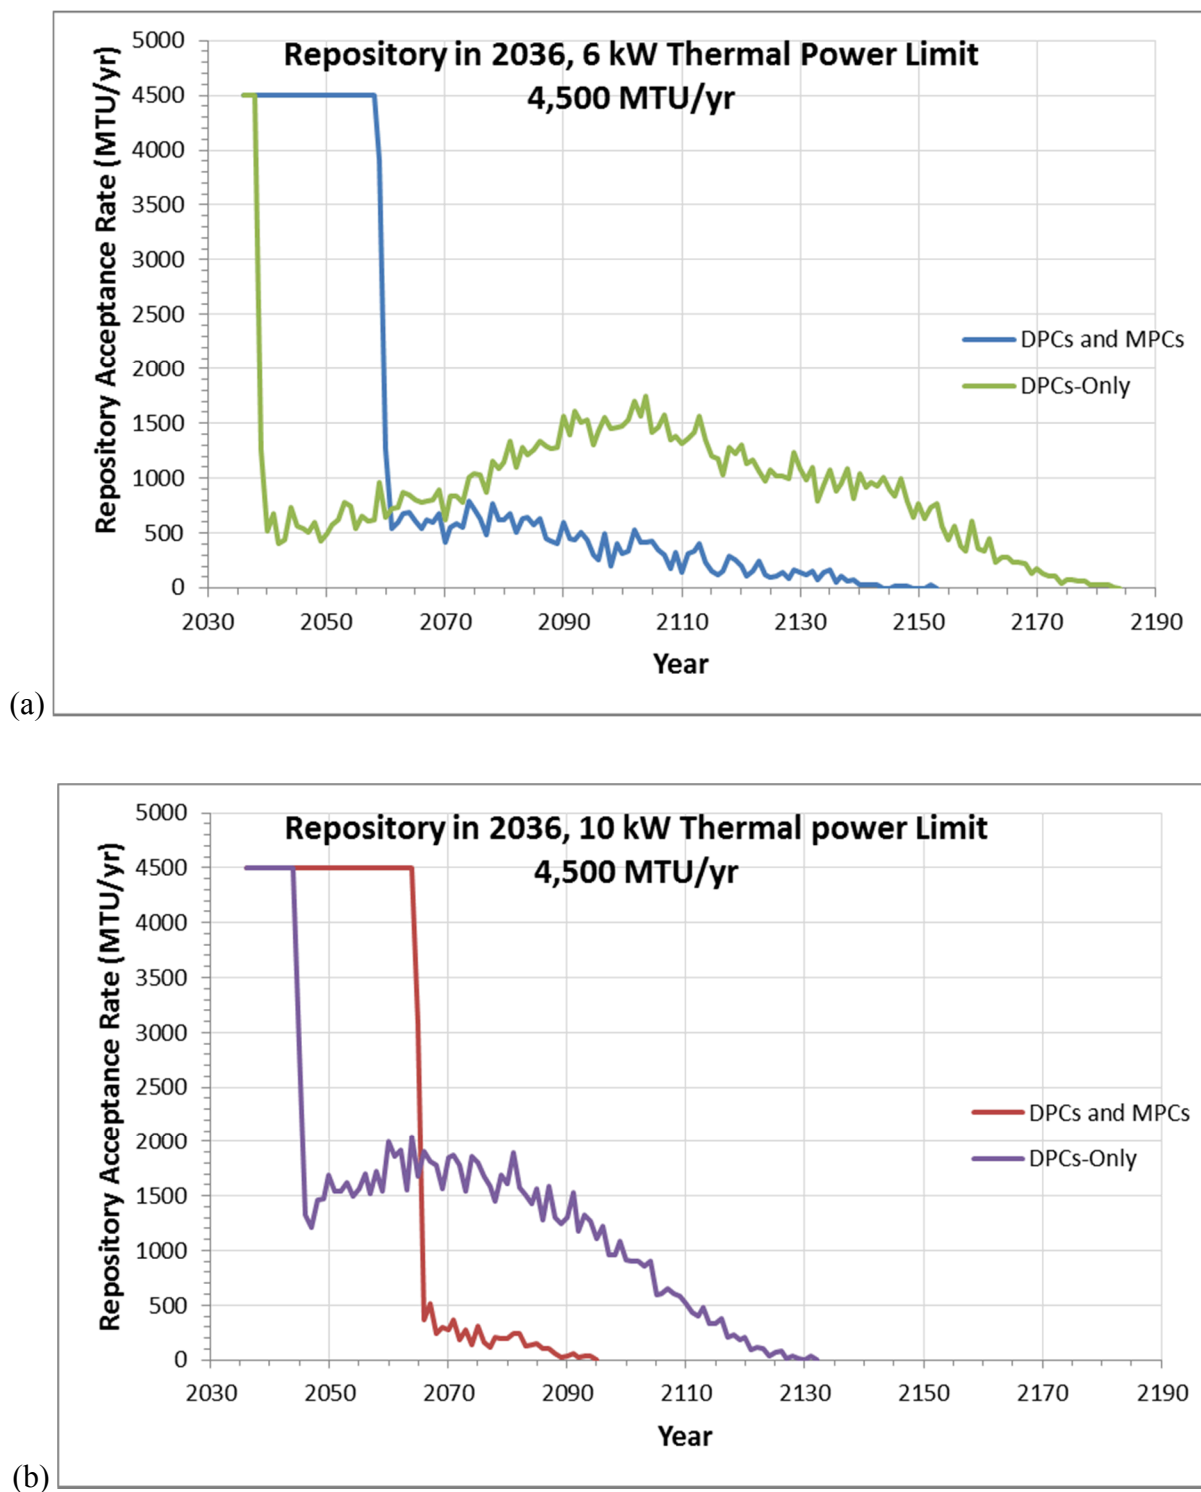 Repository in 2036, 6 kW Thermal Power Limit
4,500 MTU/yr
Repository Acceptance Rate (MTU/yr)
5000
4500
4000
3500
3000
2500
2000
1500
1000
500
0
DPCs and MPCs
DPCs-Only
2030 2050 2070 2090 2110 2130 2150 2170 2190
Year
(a)
Repository in 2036, 10 kW Thermal power Limit
4,500 MTU/yr
Repository Acceptance Rate (MTU/yr)
5000
4500
4000
3500
3000
2500
2000
1500
1000
500
0
DPCs and MPCs
DPCs-Only
2030 2050 2070 2090 2110 2130 2150 2170 2190
Year
(b)